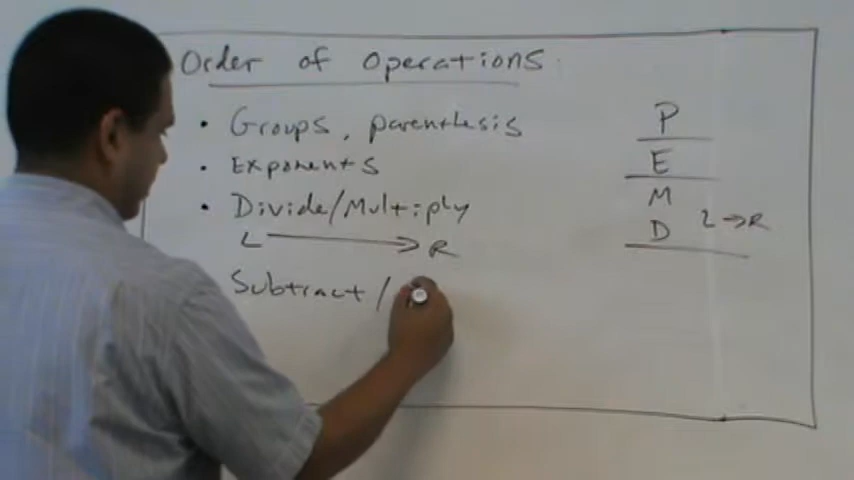 Order of Operations
• Groups, parenthesis
• Exponents
• Divide/Multiply
L → R
Subtract /
P
E
M
D L → R